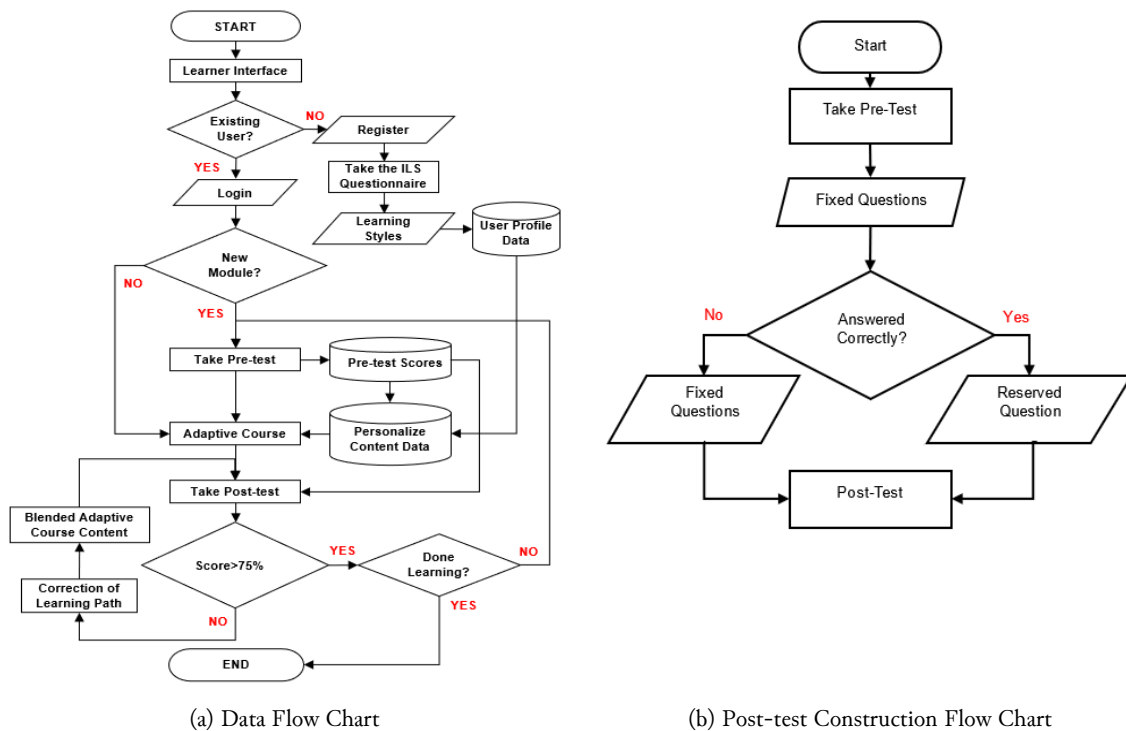 START
Learner Interface
Existing
User?
NO
Register
YES
Take the ILS
Questionnaire
Login
Learning
Styles
User Profile
Data
New
Module?
NO
YES
Take Pre-test
Pre-test Scores
Adaptive Course
Personalize
Content Data
Take Post-test
Blended Adaptive
Course Content
Score>75%
YES
Done
Learning?
NO
Correction of
Learning Path
NO
YES
END
(a) Data Flow Chart
Start
Take Pre-Test
Fixed Questions
No
Answered
Correctly?
Yes
Fixed
Questions
Reserved
Question
Post-Test
(b) Post-test Construction Flow Chart